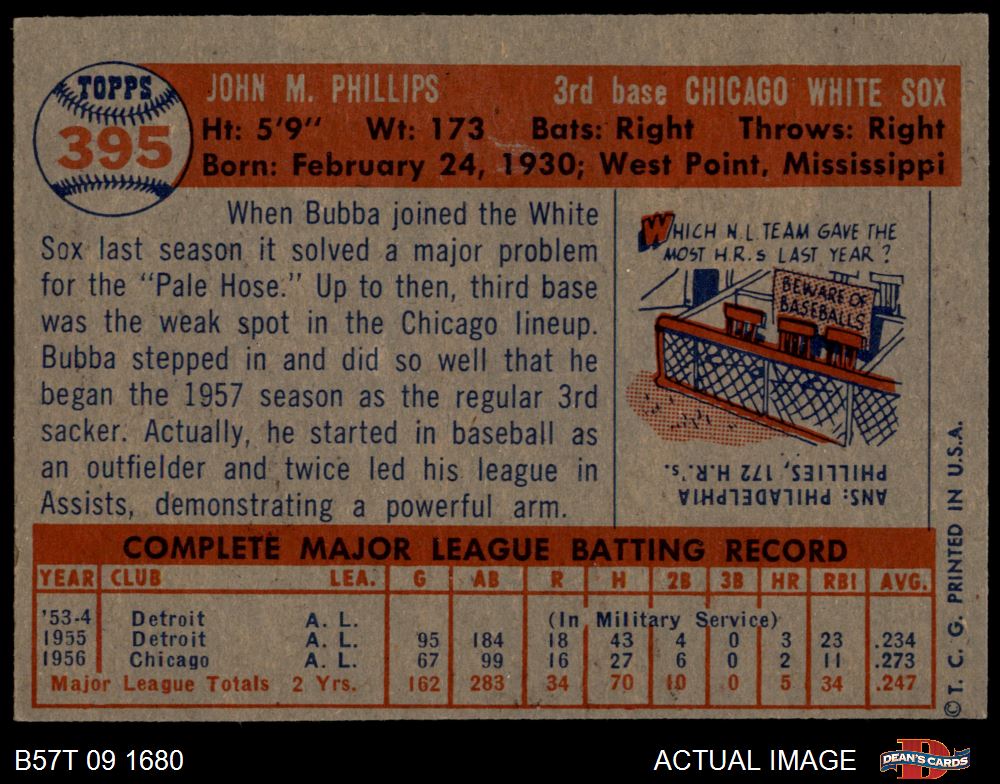 TOPPS
395
JOHN M. PHILLIPS 3rd base CHICAGO WHITE SOX
Ht: 5'9" Wt: 173 Bats: Right Throws: Right
Born: February 24, 1930; West Point, Mississippi
When Bubba joined the White
Sox last season it solved a major problem
for the "Pale Hose." Up to then, third base
was the weak spot in the Chicago lineup.
Bubba stepped in and did so well that he
began the 1957 season as the regular 3rd
sacker. Actually, he started in baseball as
an outfielder and twice led his league in
Assists, demonstrating a powerful arm.
WHICH N.L. TEAM GAVE THE
MOST H.R.s LAST YEAR?
BEWARE OF
BASEBALLS
ANS: PHILADELPHIA
PHILLIES, 172 H.R.'s.
COMPLETE MAJOR LEAGUE BATTING RECORD
YEAR CLUB LEA. G AB R H 2B 3B HR RBI AVG.
'53-4 Detroit A. L. (In Military Service)
1955 Detroit A. L. 95 184 18 43 4 0 3 23 .234
1956 Chicago A. L. 67 99 16 27 6 0 2 11 .273
Major League Totals 2 Yrs. 162 283 34 70 10 0 5 34 .247
© T. C. G. PRINTED IN U.S.A.
B57T 09 1680 ACTUAL IMAGE
D
DEAN'S CARDS